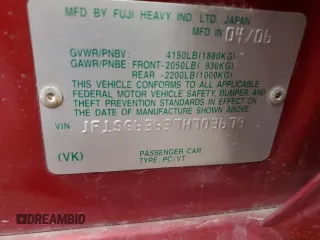 MFD BY FUJI HEAVY IND. LTD. JAPAN
MFD IN 04/06
GVWR/PNBV: 4150LB(1880KG)
GAWR/PNBE: FRONT-2050LB( 930KG)
REAR -2200LB(1000KG)
THIS VEHICLE CONFORMS TO ALL APPLICABLE
FEDERAL MOTOR VEHICLE SAFETY, BUMPER, AND
THEFT PREVENTION STANDARDS IN EFFECT ON THE
DATE OF MANUFACTURE SHOWN ABOVE.
VIN JF1SG63637H703679
(VK) PASSENGER CAR
TYPE: PC/VT
DREAMBID